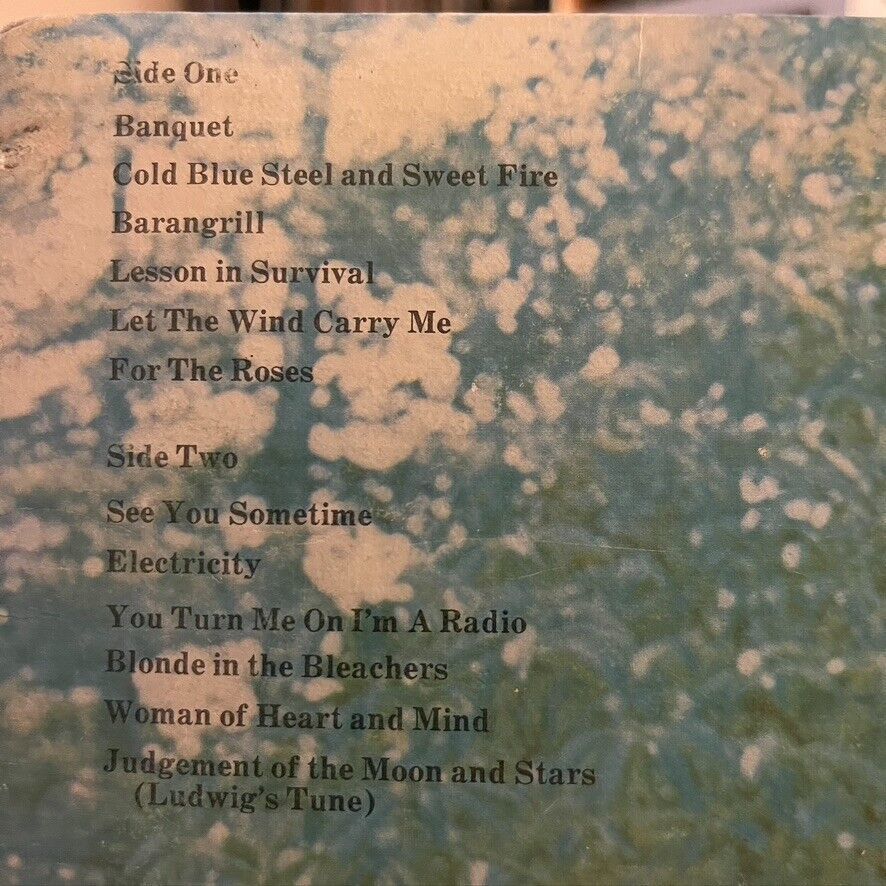 Side One
Banquet
Cold Blue Steel and Sweet Fire
Barangrill
Lesson in Survival
Let The Wind Carry Me
For The Roses
Side Two
See You Sometime
Electricity
You Turn Me On I'm A Radio
Blonde in the Bleachers
Woman of Heart and Mind
Judgement of the Moon and Stars
(Ludwig's Tune)